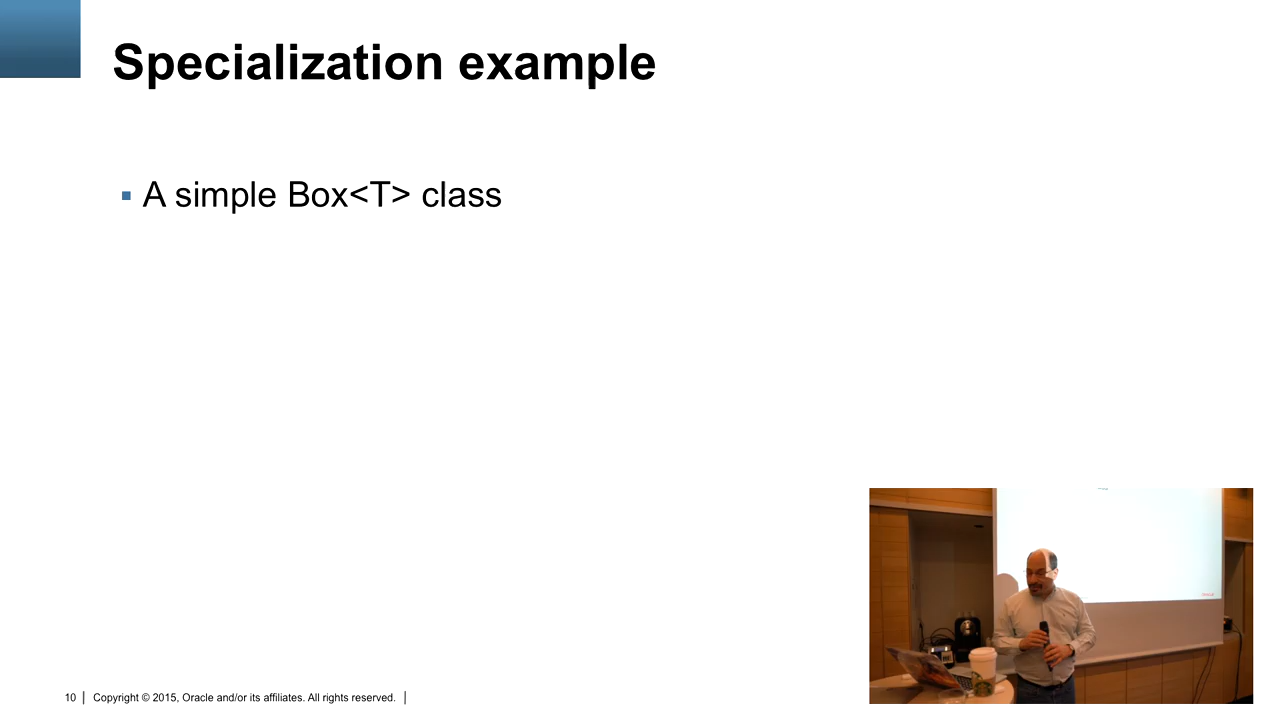 Specialization example
▪ A simple Box<T> class
10 | Copyright © 2015, Oracle and/or its affiliates. All rights reserved. |